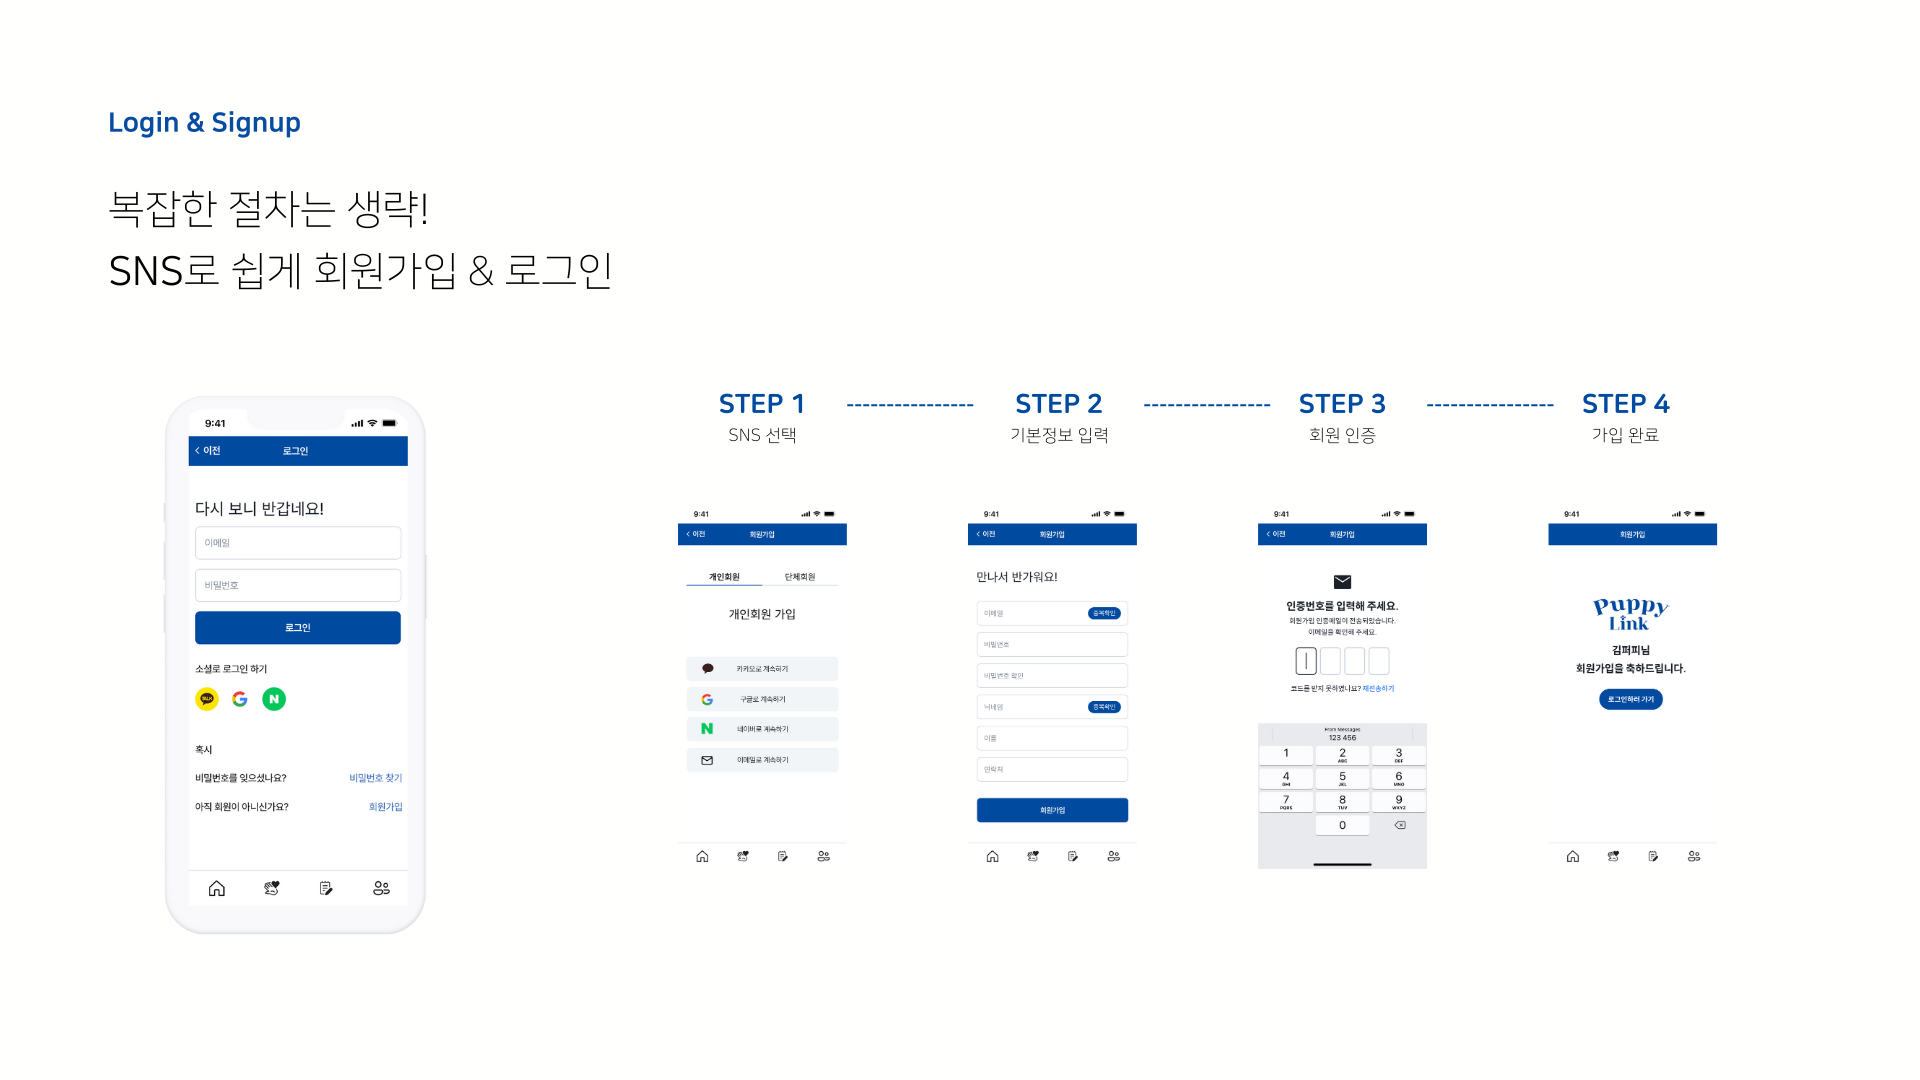 Login & Signup
복잡한 절차는 생략!
SNS로 쉽게 회원가입 & 로그인
9:41
이전
로그인
다시 보니 반갑네요!
이메일
비밀번호
로그인
소셜로 로그인 하기
TALK
N
혹시
비밀번호를 잊으셨나요? 비밀번호 찾기
아직 회원이 아니신가요? 회원가입
STEP 1
SNS 선택
9:41
이전 회원가입
개인회원 단체회원
개인회원 가입
카카오로 계속하기
구글로 계속하기
네이버로 계속하기
이메일로 계속하기
STEP 2
기본정보 입력
9:41
이전 회원가입
만나서 반가워요!
이메일 중복확인
비밀번호
비밀번호 확인
닉네임 중복확인
이름
연락처
회원가입
STEP 3
회원 인증
9:41
이전 회원가입
인증번호를 입력해 주세요.
회원가입 인증메일이 전송되었습니다.
이메일을 확인해 주세요.
코드를 받지 못하였나요? 재전송하기
From Messages
123 456
1 2 3
ABC DEF
4 5 6
GHI JKL MNO
7 8 9
PQRS TUV WXYZ
0
STEP 4
가입 완료
9:41
회원가입
Puppy
Link
김퍼피님
회원가입을 축하드립니다.
로그인하러 가기